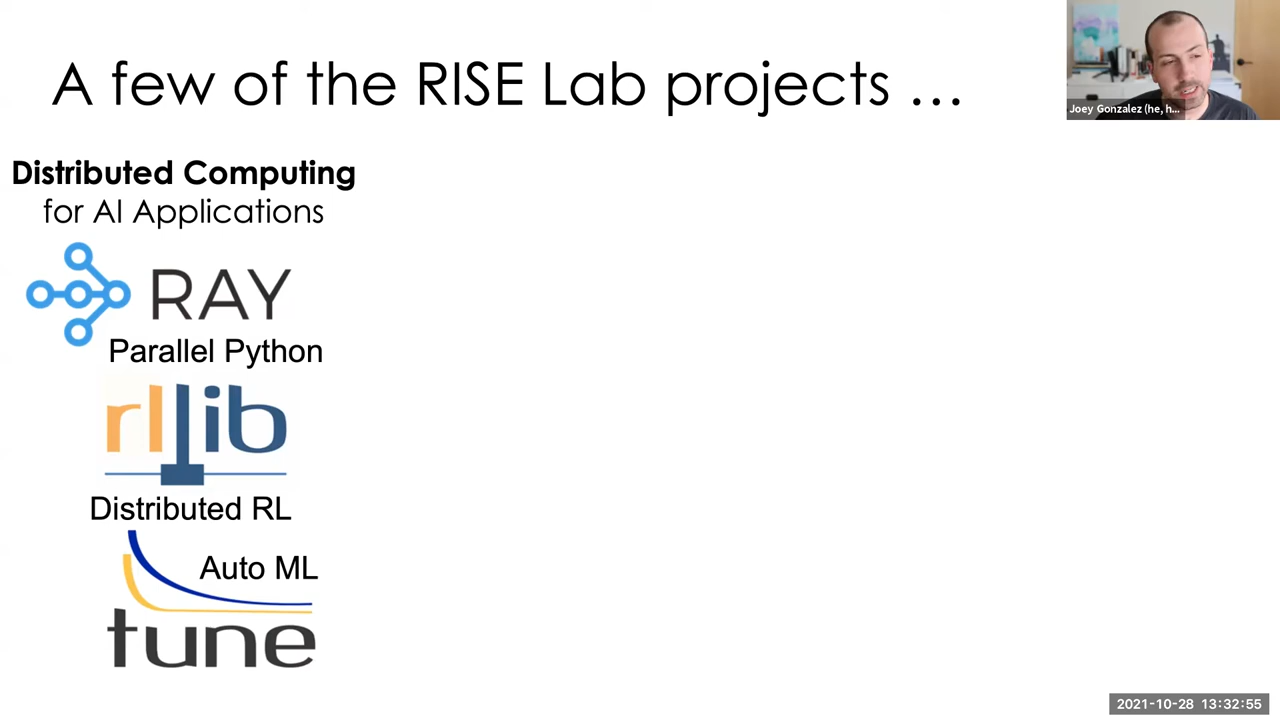 A few of the RISE Lab projects …
Joey Gonzalez (he, h...
Distributed Computing
for AI Applications
RAY
Parallel Python
rllib
Distributed RL
Auto ML
tune
2021-10-28 13:32:55